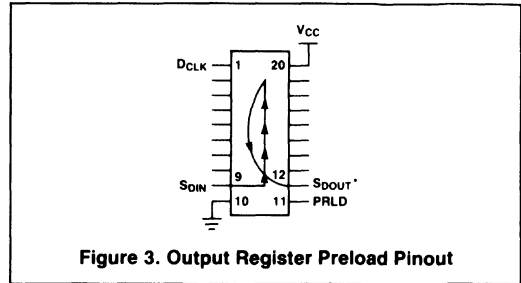 VCC
DCLK 1 20
9 12
SDIN SDOUT*
10 11 PRLD
Figure 3. Output Register Preload Pinout